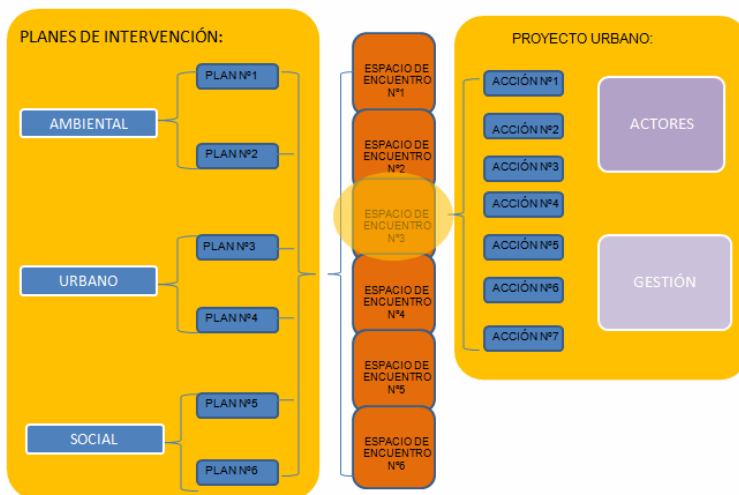 PLANES DE INTERVENCIÓN:
AMBIENTAL
PLAN Nº1
PLAN Nº2
URBANO
PLAN Nº3
PLAN Nº4
SOCIAL
PLAN Nº5
PLAN Nº6
ESPACIO DE
ENCUENTRO
Nº1
ESPACIO DE
ENCUENTRO
Nº2
ESPACIO DE
ENCUENTRO
Nº3
ESPACIO DE
ENCUENTRO
Nº4
ESPACIO DE
ENCUENTRO
Nº5
ESPACIO DE
ENCUENTRO
Nº6
PROYECTO URBANO:
ACCIÓN Nº1
ACCIÓN Nº2
ACCIÓN Nº3
ACCIÓN Nº4
ACCIÓN Nº5
ACCIÓN Nº6
ACCIÓN Nº7
ACTORES
GESTIÓN